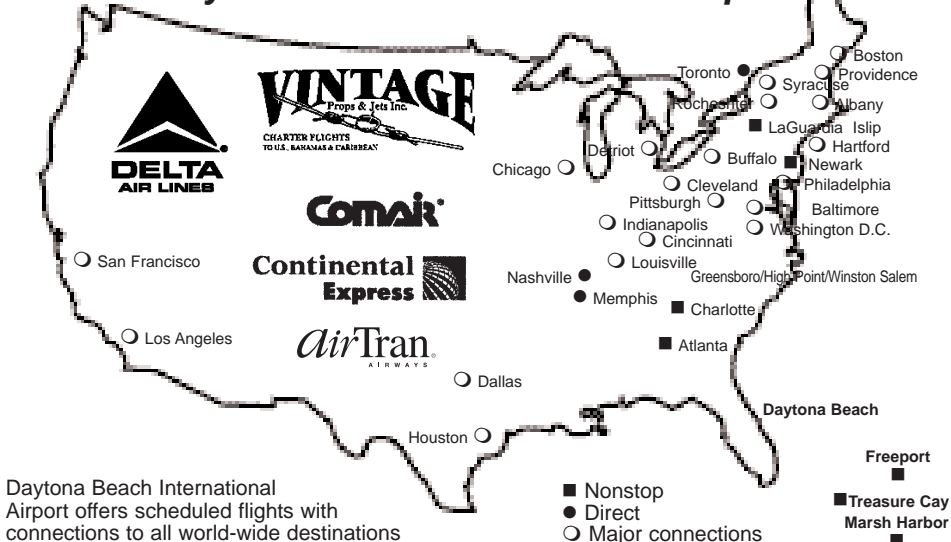 Boston
Toronto
Providence
Syracuse
Rochester
Albany
LaGuardia Islip
Hartford
Detriot
Buffalo
Newark
Chicago
Cleveland
Philadelphia
Pittsburgh
Baltimore
Indianapolis
Washington D.C.
Cincinnati
Louisville
San Francisco
Nashville
Greensboro/High Point/Winston Salem
Memphis
Charlotte
Los Angeles
Atlanta
Dallas
Daytona Beach
Houston
DELTA
AIR LINES
VINTAGE
Props & Jets Inc.
CHARTER FLIGHTS
TO U.S., BAHAMAS & CARIBBEAN
Comair
Continental
Express
airTran
AIRWAYS
Freeport
Treasure Cay
Marsh Harbor
Daytona Beach International
Airport offers scheduled flights with
connections to all world-wide destinations
Nonstop
Direct
Major connections